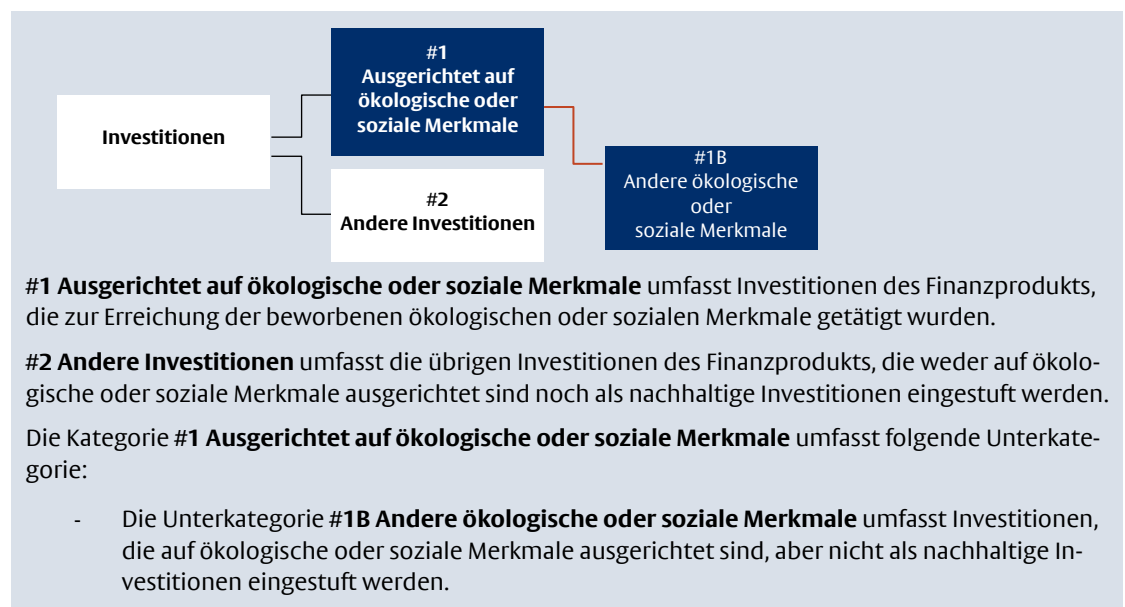 #1
Ausgerichtet auf
ökologische oder
soziale Merkmale
Investitionen
#1B
Andere ökologische
oder
soziale Merkmale
#2
Andere Investitionen
#1 Ausgerichtet auf ökologische oder soziale Merkmale umfasst Investitionen des Finanzprodukts,
die zur Erreichung der beworbenen ökologischen oder sozialen Merkmale getätigt wurden.
#2 Andere Investitionen umfasst die übrigen Investitionen des Finanzprodukts, die weder auf ökolo-
gische oder soziale Merkmale ausgerichtet sind noch als nachhaltige Investitionen eingestuft werden.
Die Kategorie #1 Ausgerichtet auf ökologische oder soziale Merkmale umfasst folgende Unterkate-
gorie:
- Die Unterkategorie #1B Andere ökologische oder soziale Merkmale umfasst Investitionen,
die auf ökologische oder soziale Merkmale ausgerichtet sind, aber nicht als nachhaltige In-
vestitionen eingestuft werden.